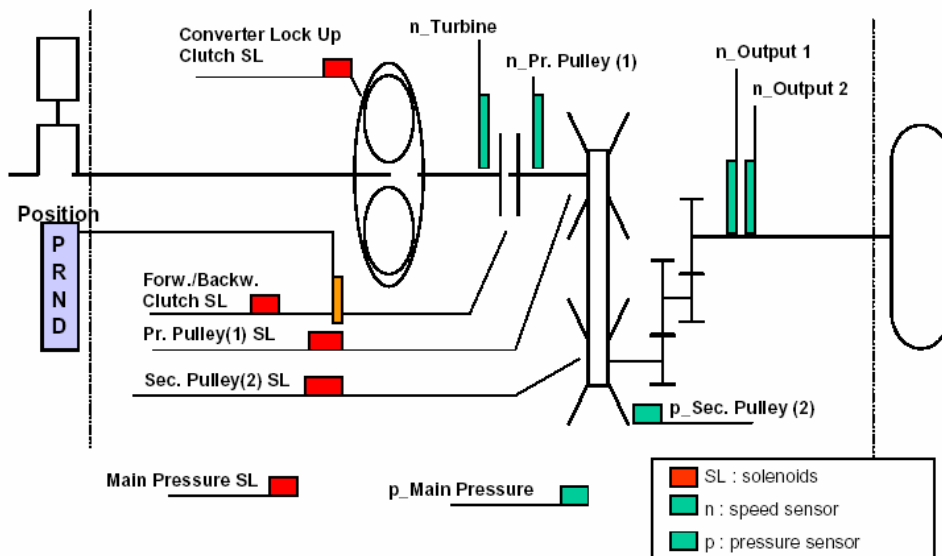 Converter Lock Up
Clutch SL
n_Turbine
n_Pr. Pulley (1)
n_Output 1
n_Output 2
Position
P
R
N
D
Forw./Backw.
Clutch SL
Pr. Pulley(1) SL
Sec. Pulley(2) SL
p_Sec. Pulley (2)
Main Pressure SL
p_Main Pressure
SL : solenoids
n : speed sensor
p : pressure sensor